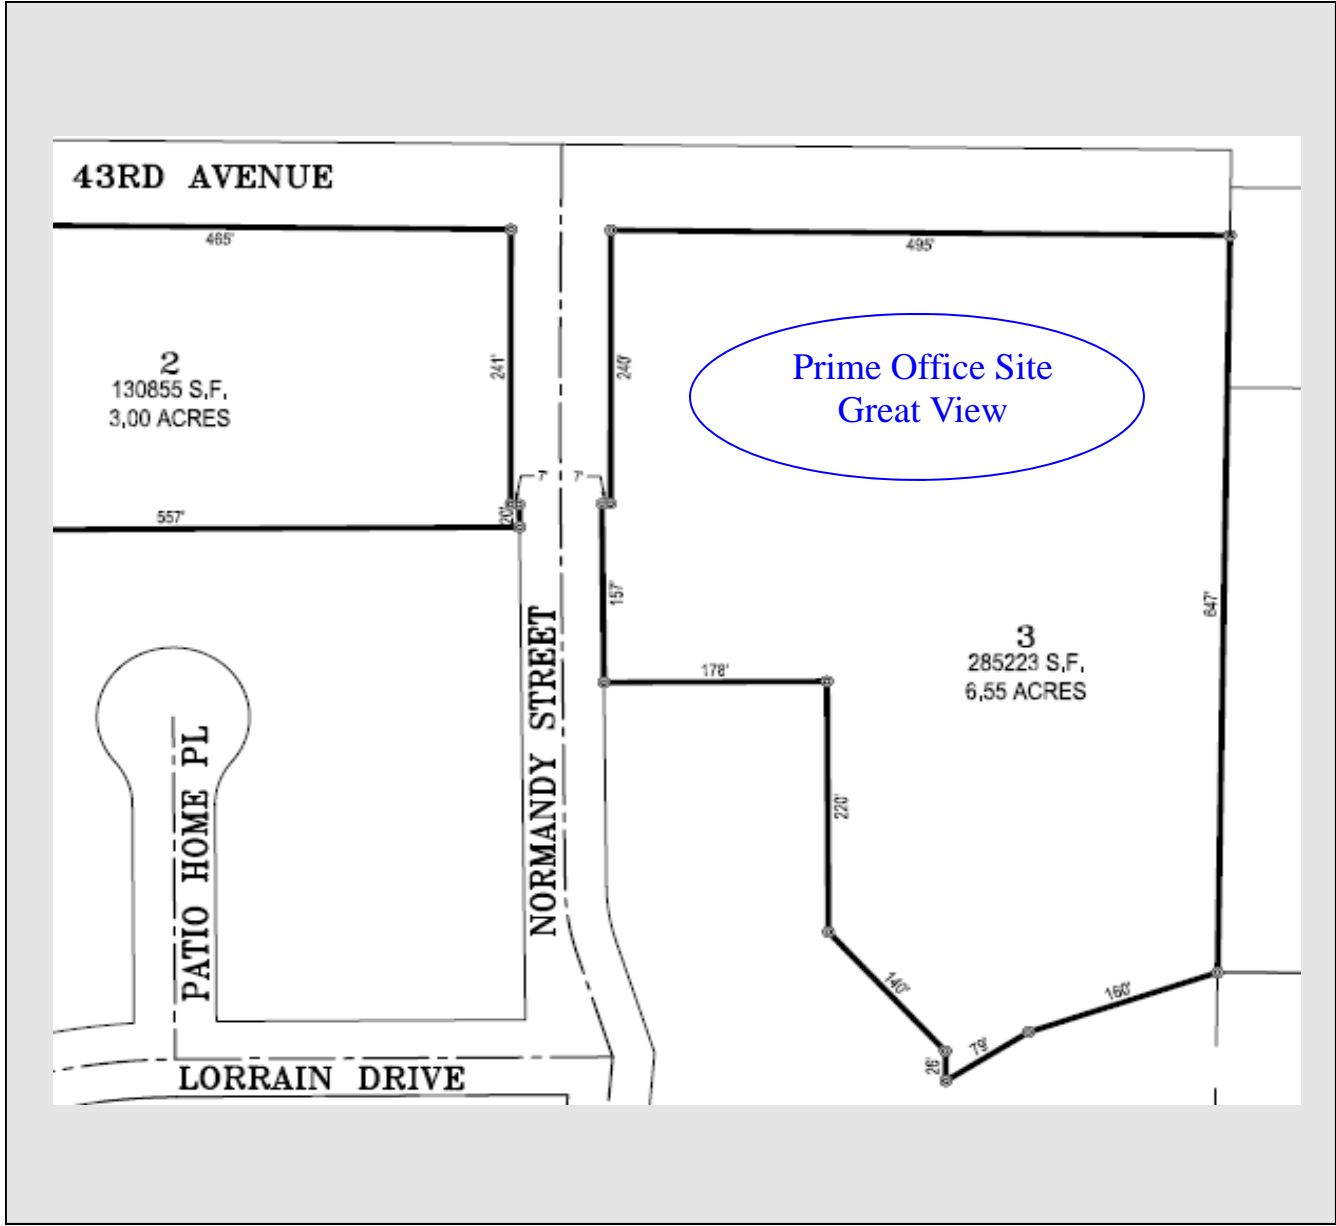 43RD AVENUE
465'
495'
241'
240'
Prime Office Site
Great View
2
130855 S.F.
3.00 ACRES
7' 7'
20'
557'
157'
NORMANDY STREET
3
285223 S.F.
6.55 ACRES
647'
178'
PATIO HOME PL
220'
140'
160'
79'
26'
LORRAIN DRIVE